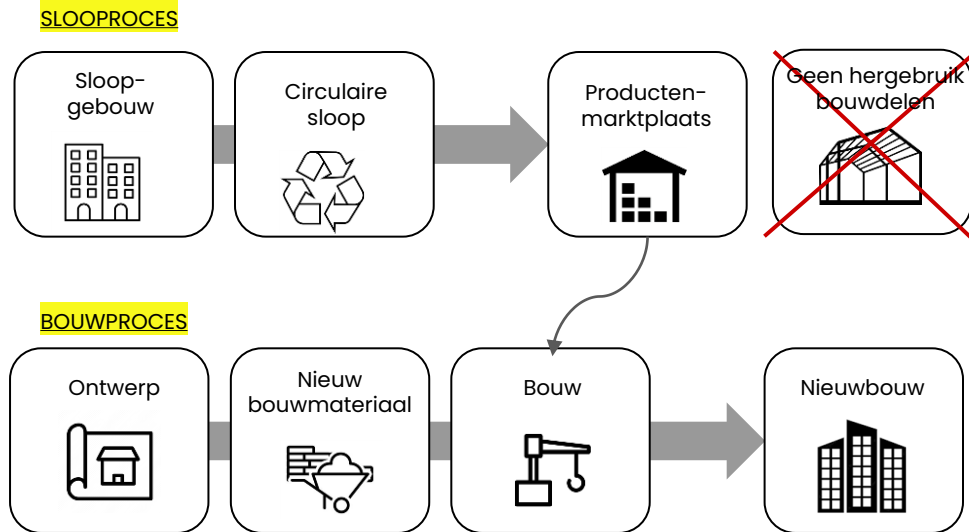 SLOOPROCES
Sloop-
gebouw
Circulaire
sloop
Producten-
marktplaats
Geen hergebruik
bouwdelen
BOUWPROCES
Ontwerp
Nieuw
bouwmateriaal
Bouw
Nieuwbouw